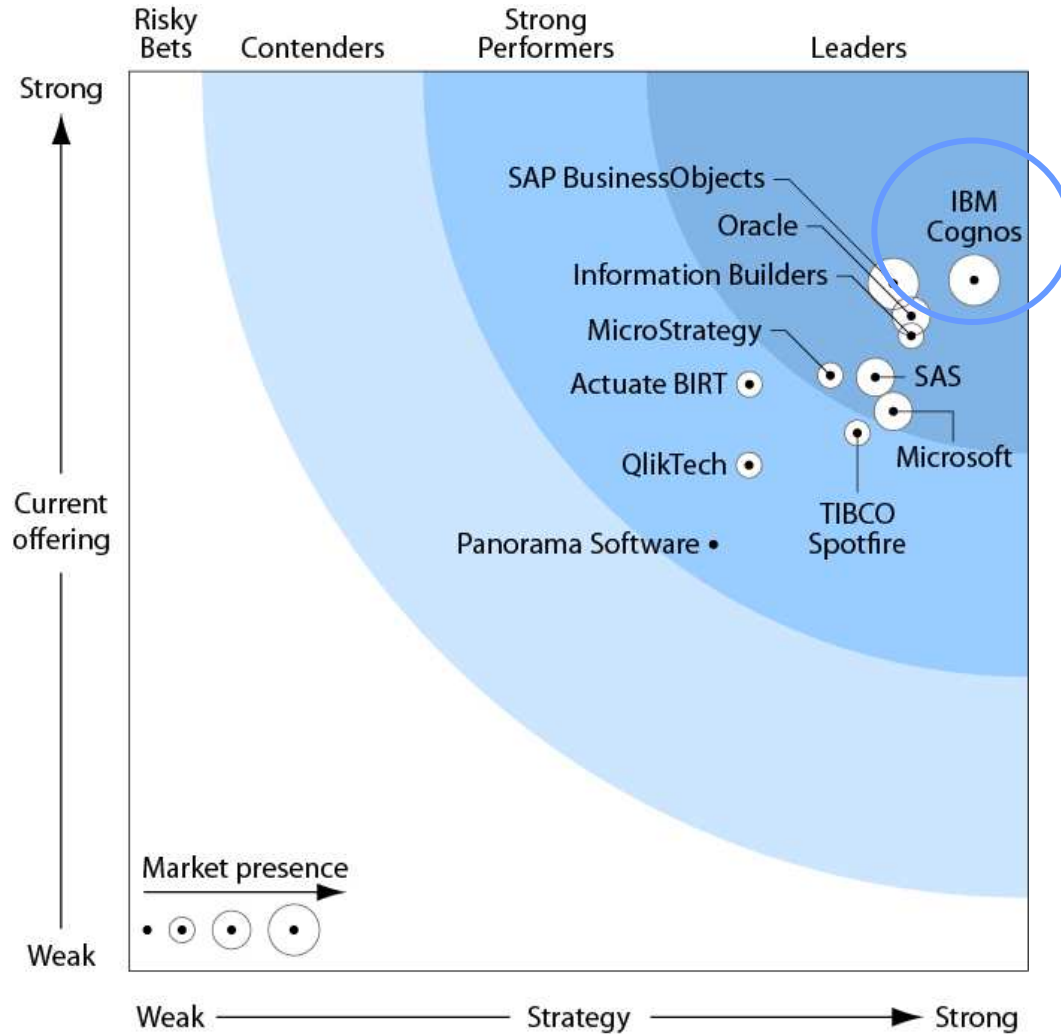 Risky
Bets
Contenders
Strong
Performers
Leaders
Strong
SAP BusinessObjects
IBM
Cognos
Oracle
Information Builders
MicroStrategy
Actuate BIRT
SAS
QlikTech
Microsoft
Current
offering
TIBCO
Spotfire
Panorama Software
Market presence
Weak
Weak
Strategy
Strong